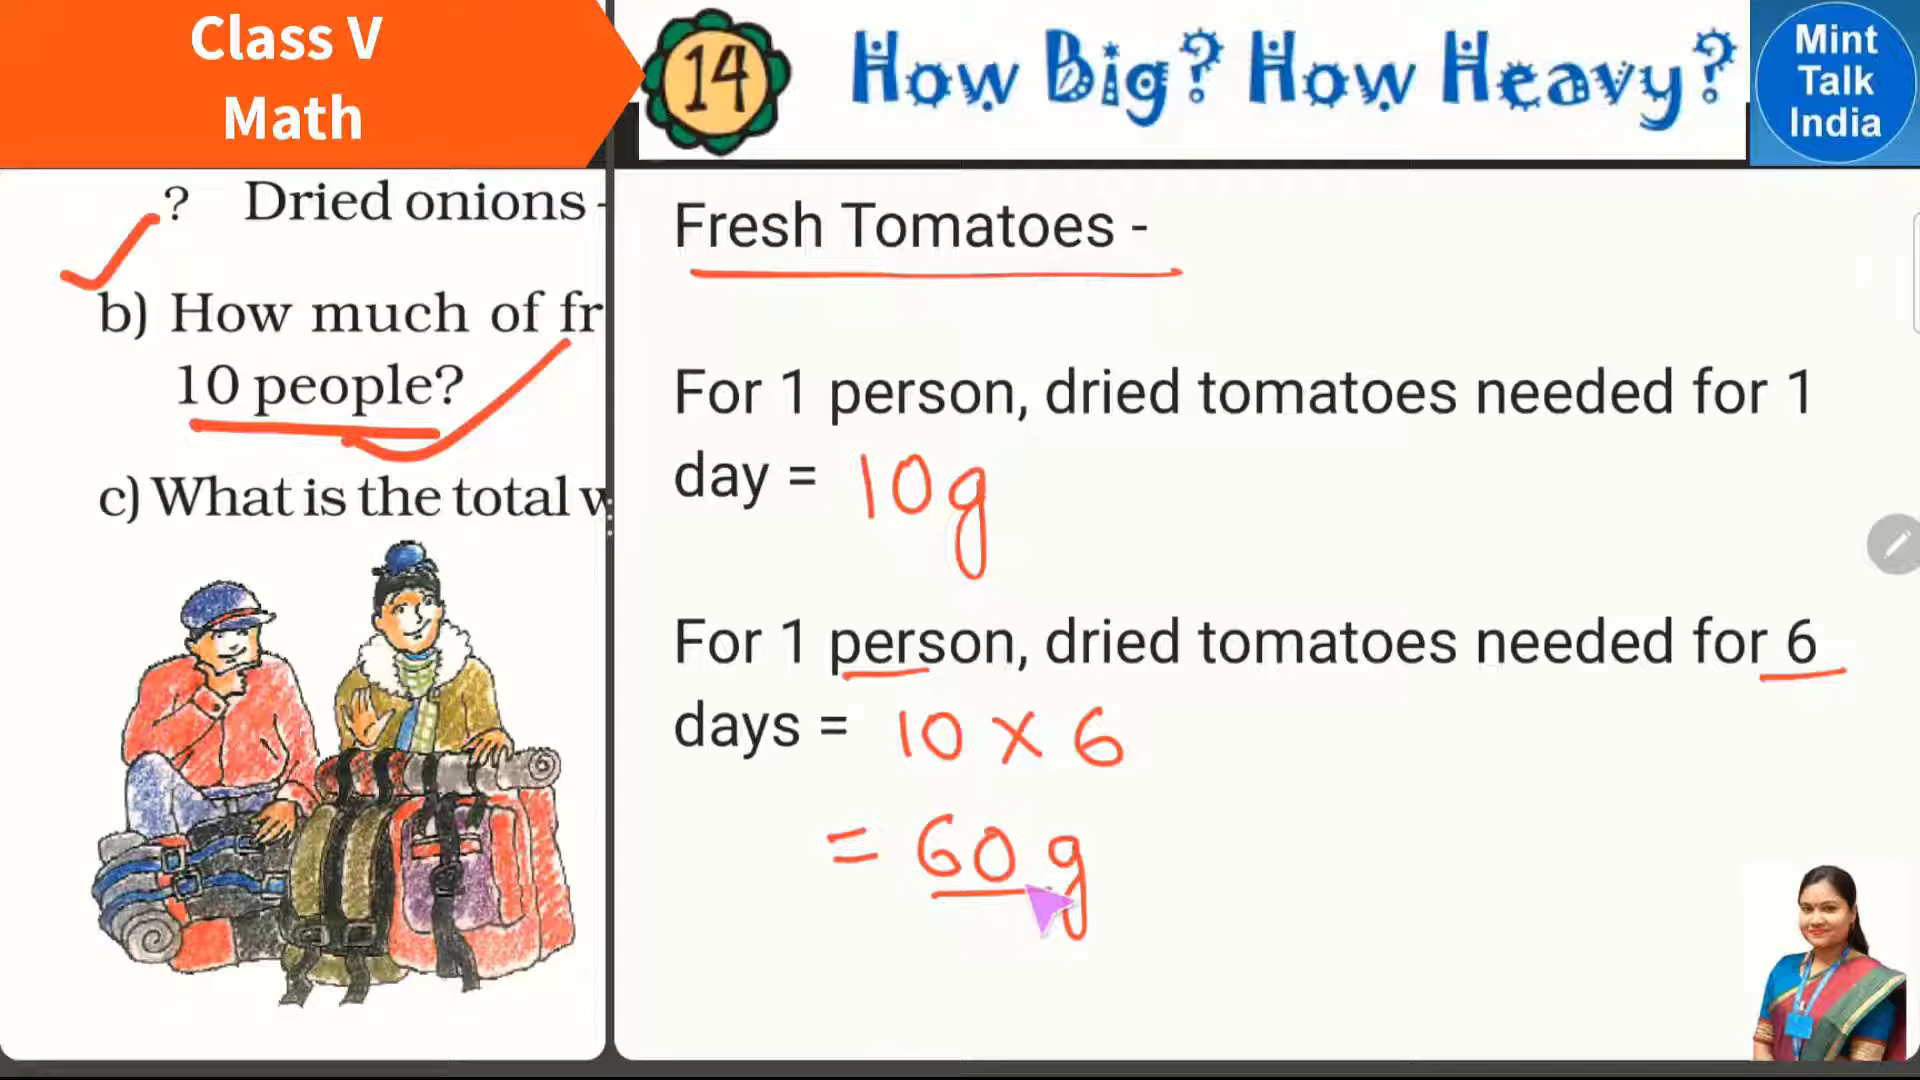 Class V
Math
14 How Big? How Heavy?
Mint
Talk
India
? Dried onions -
b) How much of fr
10 people?
c) What is the total w
Fresh Tomatoes -
For 1 person, dried tomatoes needed for 1
day = 10g
For 1 person, dried tomatoes needed for 6
days = 10 × 6
= 60 g